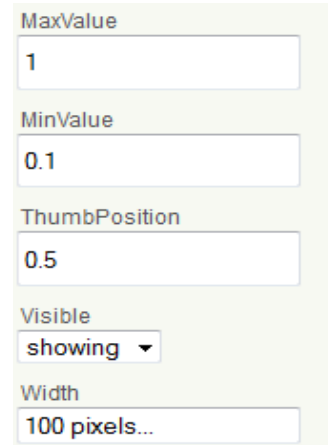 MaxValue
1
MinValue
0.1
ThumbPosition
0.5
Visible
showing
Width
100 pixels...